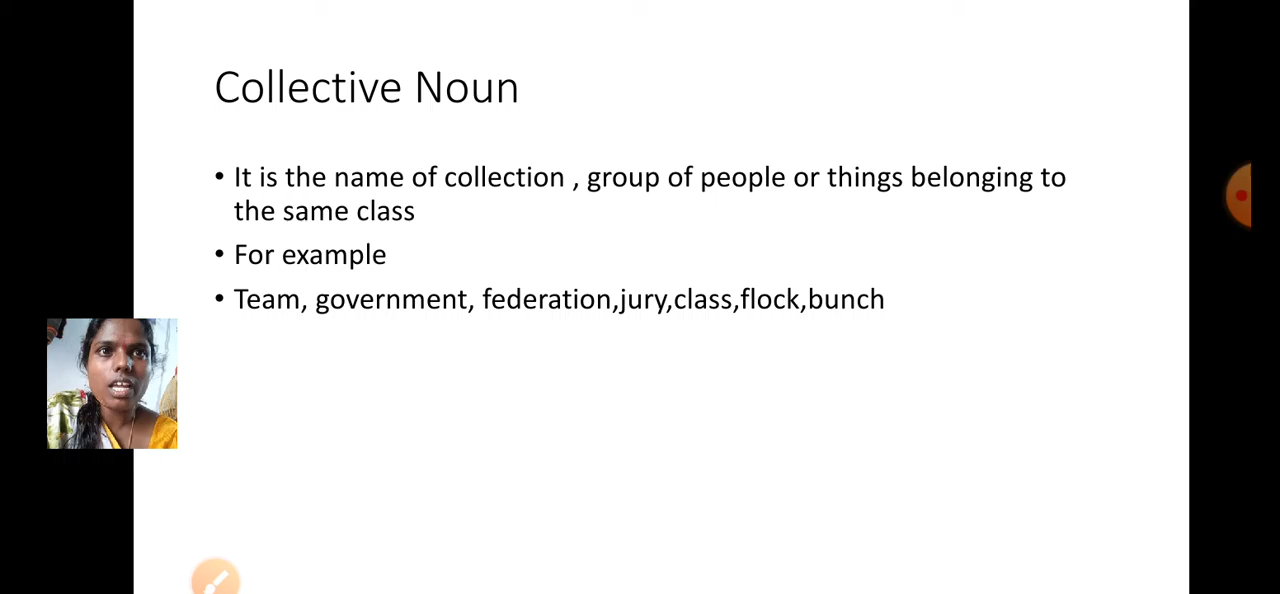 Collective Noun
• It is the name of collection , group of people or things belonging to
the same class
• For example
• Team, government, federation,jury,class,flock,bunch